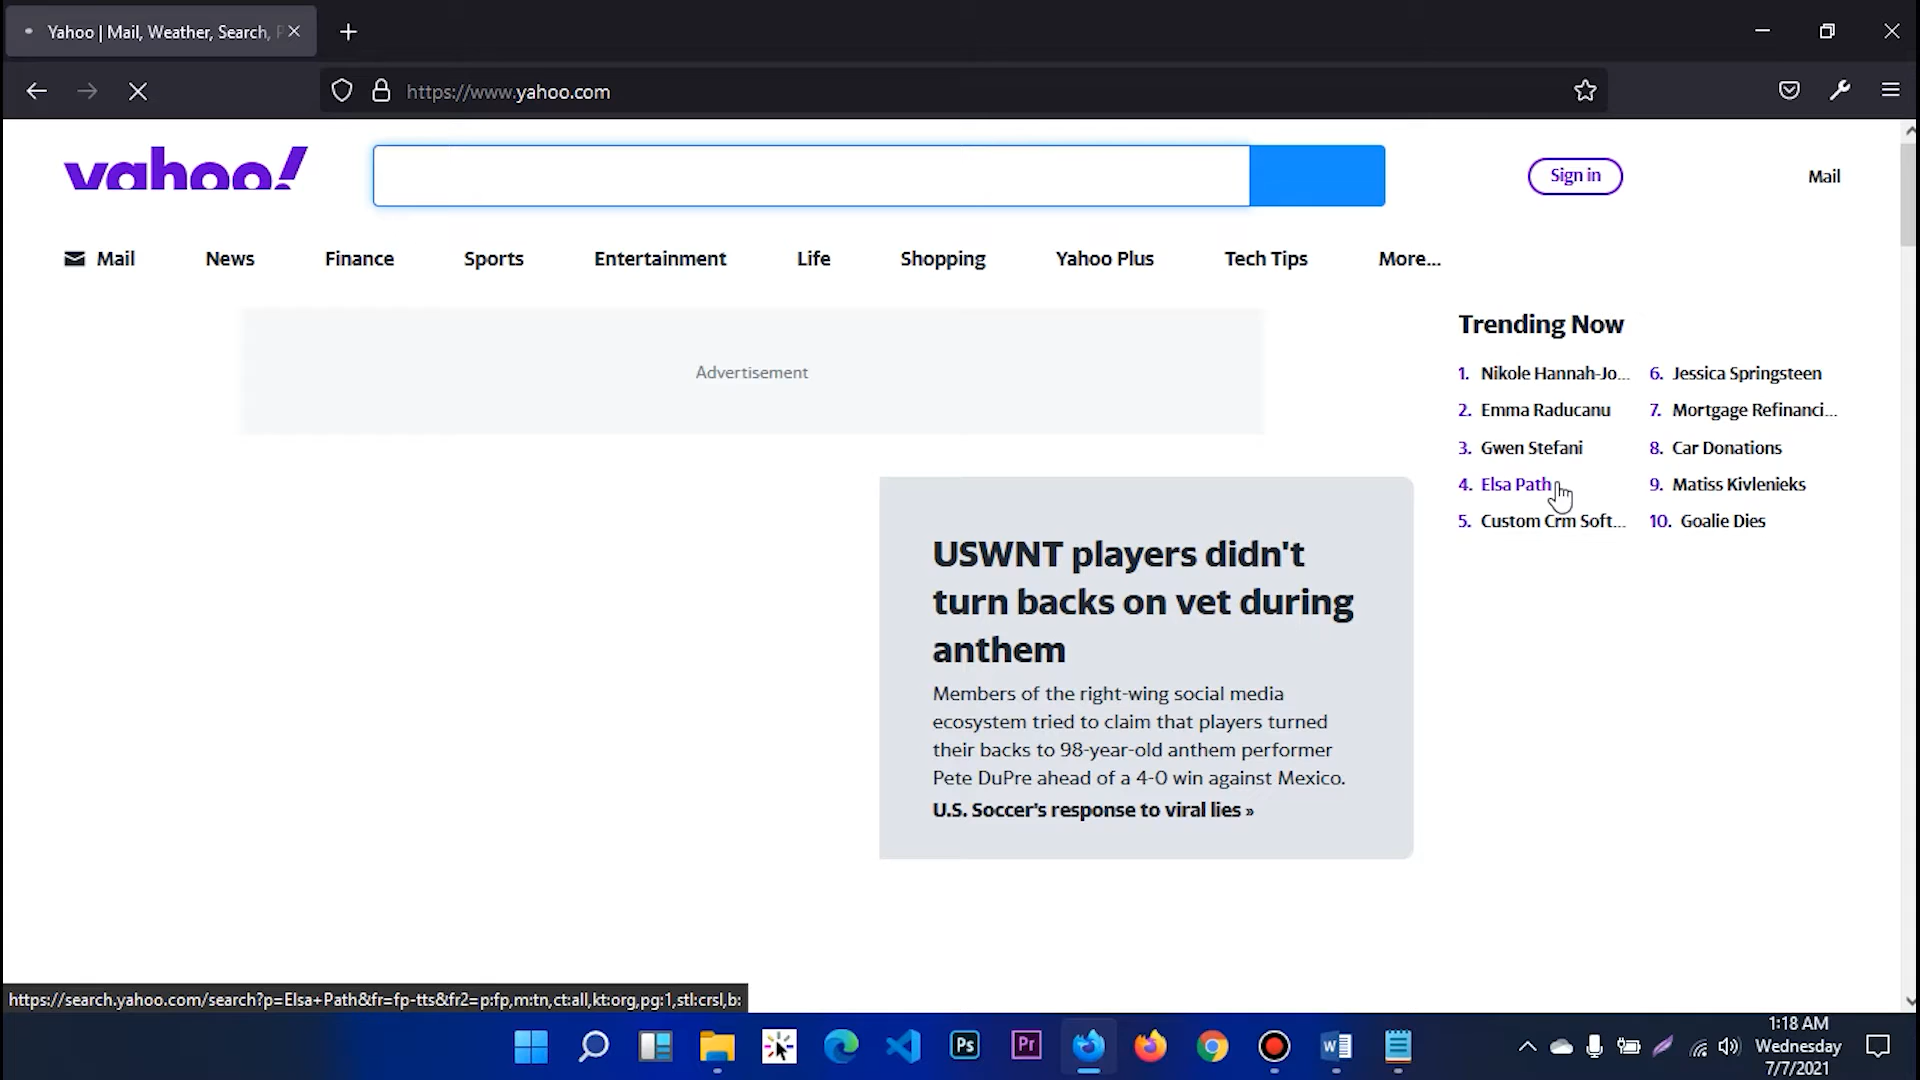 Yahoo | Mail, Weather, Search,
https://www.yahoo.com
yahoo!
Sign in
Mail
Mail
News
Finance
Sports
Entertainment
Life
Shopping
Yahoo Plus
Tech Tips
More...
Advertisement
Trending Now
1. Nikole Hannah-Jo...
2. Emma Raducanu
3. Gwen Stefani
4. Elsa Path
5. Custom Crm Soft...
6. Jessica Springsteen
7. Mortgage Refinanci...
8. Car Donations
9. Matiss Kivlenieks
10. Goalie Dies
USWNT players didn't
turn backs on vet during
anthem
Members of the right-wing social media
ecosystem tried to claim that players turned
their backs to 98-year-old anthem performer
Pete DuPre ahead of a 4-0 win against Mexico.
U.S. Soccer's response to viral lies »
https://search.yahoo.com/search?p=Elsa+Path&fr=fp-tts&fr2=p:fp,m:tn,ct:all,kt:org,pg:1,stl:crsl,b:
Ps
Pr
W
1:18 AM
Wednesday
7/7/2021